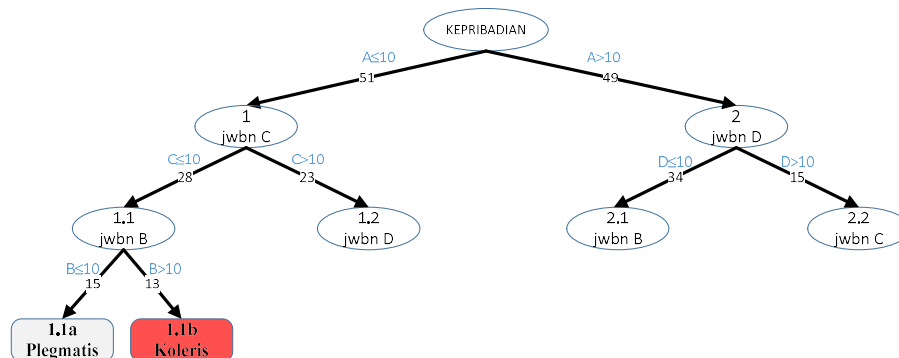 KEPRIBADIAN
A≤10
A>10
51
49
1
jwbn C
2
jwbn D
C≤10
C>10
D≤10
D>10
28
23
34
15
1.1
jwbn B
1.2
jwbn D
2.1
jwbn B
2.2
jwbn C
B≤10
B>10
15
13
1.1a
Plegmatis
1.1b
Koleris